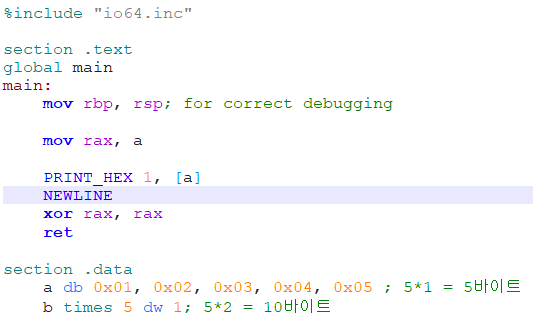 %include "io64.inc"
section .text
global main
main:
mov rbp, rsp; for correct debugging
mov rax, a
PRINT_HEX 1, [a]
NEWLINE
xor rax, rax
ret
section .data
a db 0x01, 0x02, 0x03, 0x04, 0x05 ; 5*1 = 5바이트
b times 5 dw 1; 5*2 = 10바이트